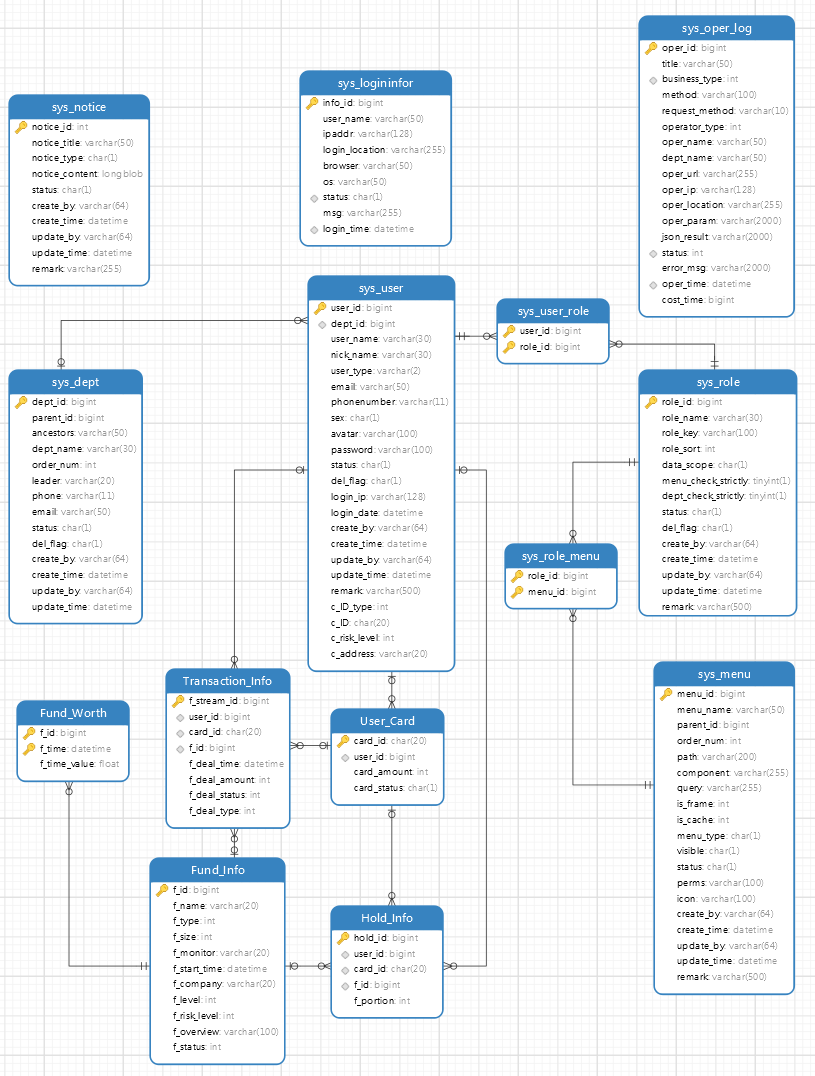 sys_oper_log
oper_id: bigint
title: varchar(50)
business_type: int
method: varchar(100)
request_method: varchar(10)
operator_type: int
oper_name: varchar(50)
dept_name: varchar(50)
oper_url: varchar(255)
oper_ip: varchar(128)
oper_location: varchar(255)
oper_param: varchar(2000)
json_result: varchar(2000)
status: int
error_msg: varchar(2000)
oper_time: datetime
cost_time: bigint
sys_logininfor
info_id: bigint
user_name: varchar(50)
ipaddr: varchar(128)
login_location: varchar(255)
browser: varchar(50)
os: varchar(50)
status: char(1)
msg: varchar(255)
login_time: datetime
sys_notice
notice_id: int
notice_title: varchar(50)
notice_type: char(1)
notice_content: longblob
status: char(1)
create_by: varchar(64)
create_time: datetime
update_by: varchar(64)
update_time: datetime
remark: varchar(255)
sys_user
user_id: bigint
dept_id: bigint
user_name: varchar(30)
nick_name: varchar(30)
user_type: varchar(2)
email: varchar(50)
phonenumber: varchar(11)
sex: char(1)
avatar: varchar(100)
password: varchar(100)
status: char(1)
del_flag: char(1)
login_ip: varchar(128)
login_date: datetime
create_by: varchar(64)
create_time: datetime
update_by: varchar(64)
update_time: datetime
remark: varchar(500)
c_ID_type: int
c_ID: char(20)
c_risk_level: int
c_address: varchar(20)
sys_user_role
user_id: bigint
role_id: bigint
sys_dept
dept_id: bigint
parent_id: bigint
ancestors: varchar(50)
dept_name: varchar(30)
order_num: int
leader: varchar(20)
phone: varchar(11)
email: varchar(50)
status: char(1)
del_flag: char(1)
create_by: varchar(64)
create_time: datetime
update_by: varchar(64)
update_time: datetime
sys_role
role_id: bigint
role_name: varchar(30)
role_key: varchar(100)
role_sort: int
data_scope: char(1)
menu_check_strictly: tinyint(1)
dept_check_strictly: tinyint(1)
status: char(1)
del_flag: char(1)
create_by: varchar(64)
create_time: datetime
update_by: varchar(64)
update_time: datetime
remark: varchar(500)
sys_role_menu
role_id: bigint
menu_id: bigint
sys_menu
menu_id: bigint
menu_name: varchar(50)
parent_id: bigint
order_num: int
path: varchar(200)
component: varchar(255)
query: varchar(255)
is_frame: int
is_cache: int
menu_type: char(1)
visible: char(1)
status: char(1)
perms: varchar(100)
icon: varchar(100)
create_by: varchar(64)
create_time: datetime
update_by: varchar(64)
update_time: datetime
remark: varchar(500)
Transaction_Info
f_stream_id: bigint
user_id: bigint
card_id: char(20)
f_id: bigint
f_deal_time: datetime
f_deal_amount: int
f_deal_status: int
f_deal_type: int
Fund_Worth
f_id: bigint
f_time: datetime
f_time_value: float
User_Card
card_id: char(20)
user_id: bigint
card_amount: int
card_status: char(1)
Fund_Info
f_id: bigint
f_name: varchar(20)
f_type: int
f_size: int
f_monitor: varchar(20)
f_start_time: datetime
f_company: varchar(20)
f_level: int
f_risk_level: int
f_overview: varchar(100)
f_status: int
Hold_Info
hold_id: bigint
user_id: bigint
card_id: char(20)
f_id: bigint
f_portion: int